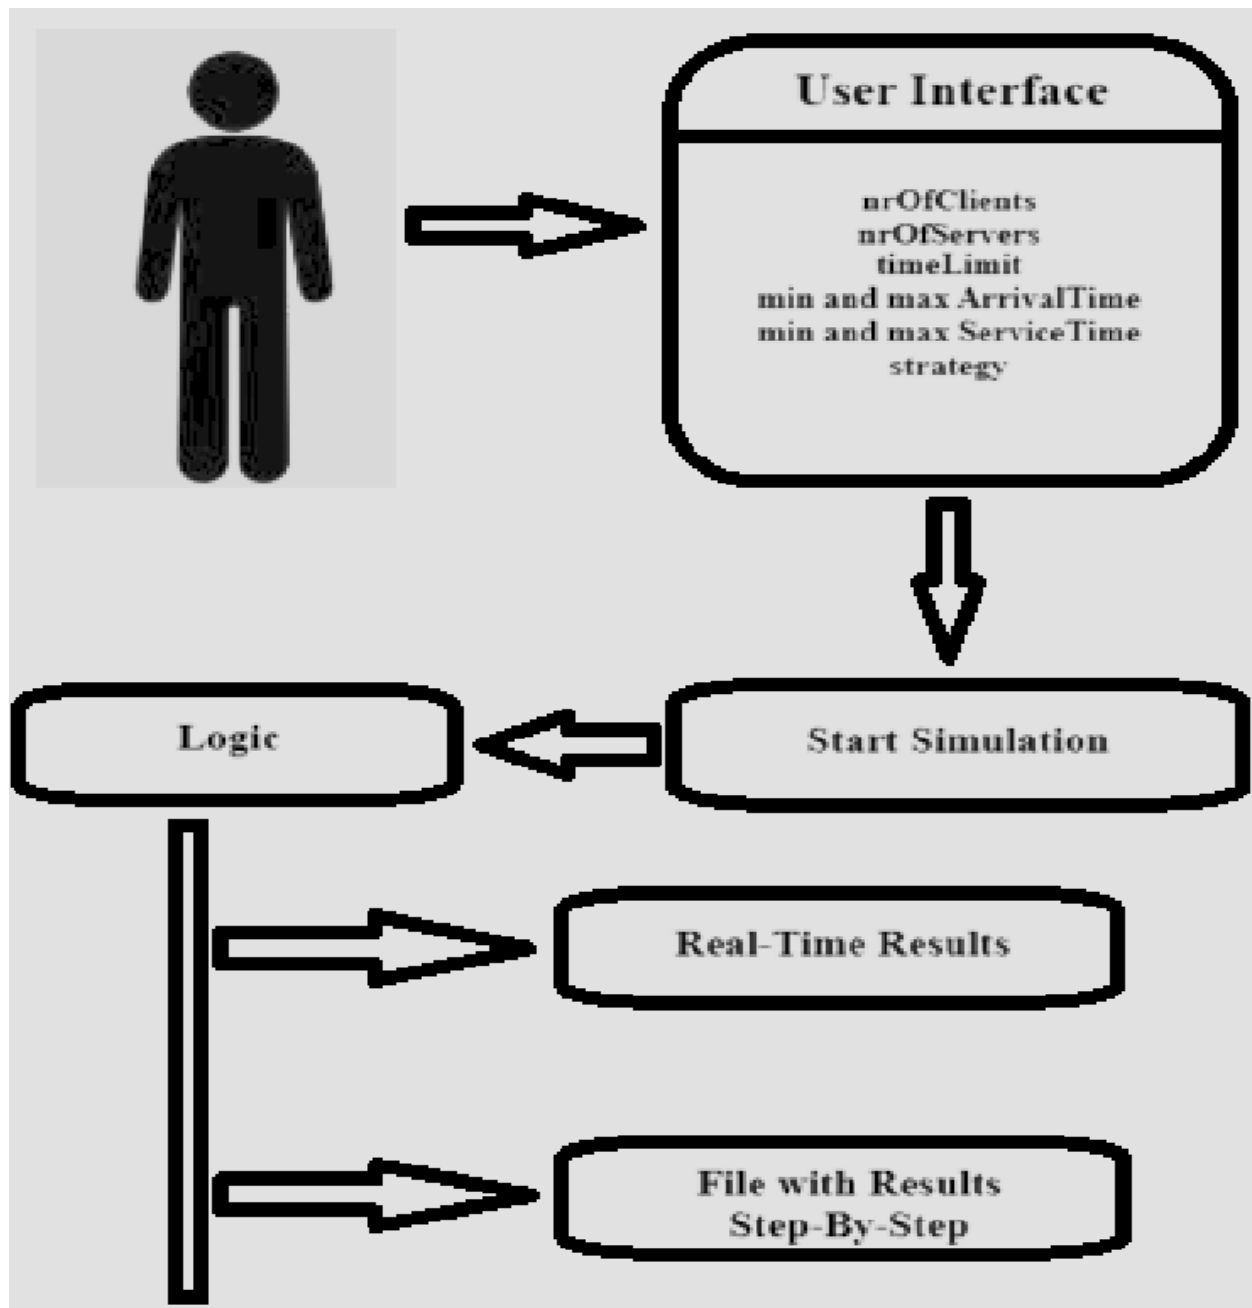 User Interface
nrOfClients
nrOfServers
timeLimit
min and max ArrivalTime
min and max ServiceTime
strategy
Logic
Start Simulation
Real-Time Results
File with Results
Step-By-Step